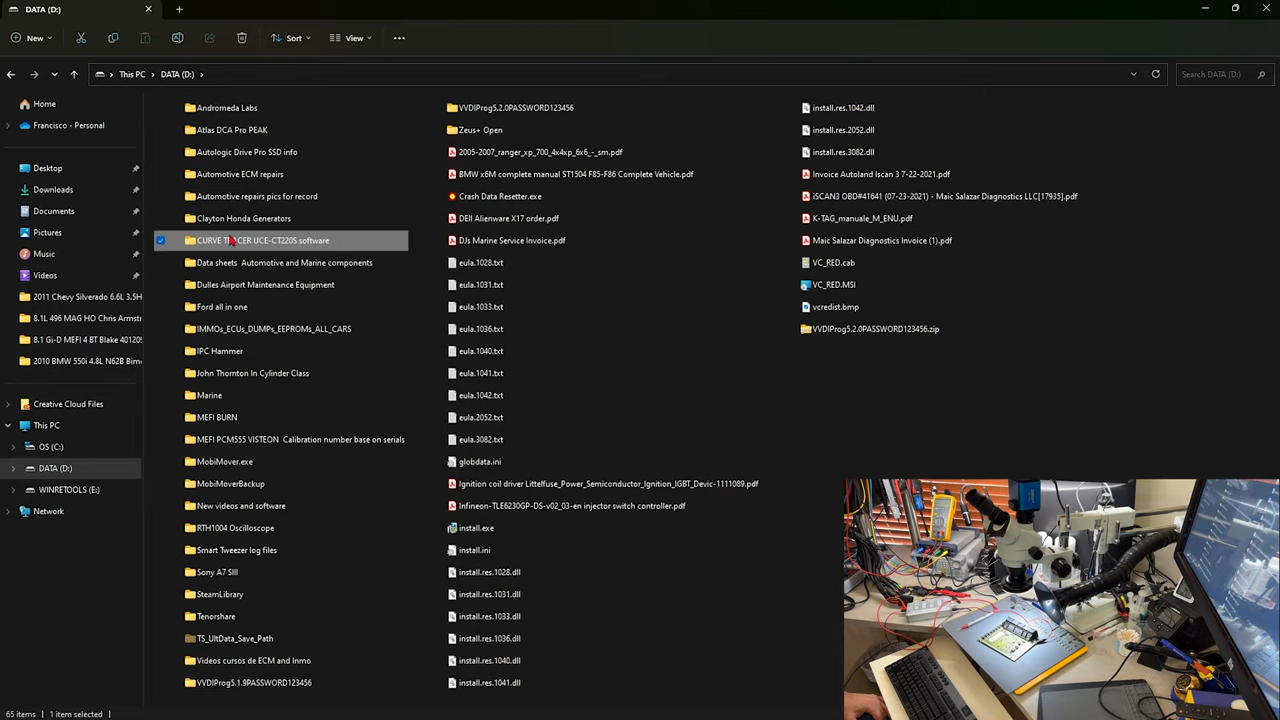 DATA (D:)
New
Sort
View
This PC
DATA (D:)
Search DATA (D:)
Home
Francisco - Personal
Desktop
Downloads
Documents
Pictures
Music
Videos
2011 Chevy Silverado 6.6L 3.5H
8.1L 496 MAG HO Chris Armstr
8.1 Gi-D MEFI 4 BT Blake 40120
2010 BMW 550i 4.8L N62B Bime
Creative Cloud Files
This PC
OS (C:)
DATA (D:)
WINRETOOLS (E:)
Network
Andromeda Labs
Atlas DCA Pro PEAK
Autologic Drive Pro SSD info
Automotive ECM repairs
Automotive repairs pics for record
Clayton Honda Generators
CURVE TRACER UCE-CT220S software
Data sheets Automotive and Marine components
Dulles Airport Maintenance Equipment
Ford all in one
IMMOs_ECUs_DUMPs_EEPROMs_ALL_CARS
IPC Hammer
John Thornton In Cylinder Class
Marine
MEFI BURN
MEFI PCM555 VISTEON Calibration number base on serials
MobiMover.exe
MobiMoverBackup
New videos and software
RTH1004 Oscilloscope
Smart Tweezer log files
Sony A7 SIII
SteamLibrary
Tenorshare
TS_UltData_Save_Path
Videos cursos de ECM and Inmo
VVDIProg5.1.9PASSWORD123456
VVDIProg5.2.0PASSWORD123456
Zeus+ Open
2005-2007_ranger_xp_700_4x4xp_6x6_-_sm.pdf
BMW x6M complete manual ST1504 F85-F86 Complete Vehicle.pdf
Crash Data Resetter.exe
DEll Alienware X17 order.pdf
DJs Marine Service Invoice.pdf
eula.1028.txt
eula.1031.txt
eula.1033.txt
eula.1036.txt
eula.1040.txt
eula.1041.txt
eula.1042.txt
eula.2052.txt
eula.3082.txt
globdata.ini
Ignition coil driver Littelfuse_Power_Semiconductor_Ignition_IGBT_Devic-1111089.pdf
Infineon-TLE6230GP-DS-v02_03-en injector switch controller.pdf
install.exe
install.ini
install.res.1028.dll
install.res.1031.dll
install.res.1033.dll
install.res.1036.dll
install.res.1040.dll
install.res.1041.dll
install.res.1042.dll
install.res.2052.dll
install.res.3082.dll
Invoice Autoland Iscan 3 7-22-2021.pdf
iSCAN3 OBD#41641 (07-23-2021) - Maic Salazar Diagnostics LLC[17935].pdf
K-TAG_manuale_M_ENU.pdf
Maic Salazar Diagnostics Invoice (1).pdf
VC_RED.cab
VC_RED.MSI
vcredist.bmp
VVDIProg5.2.0PASSWORD123456.zip
65 items
1 item selected